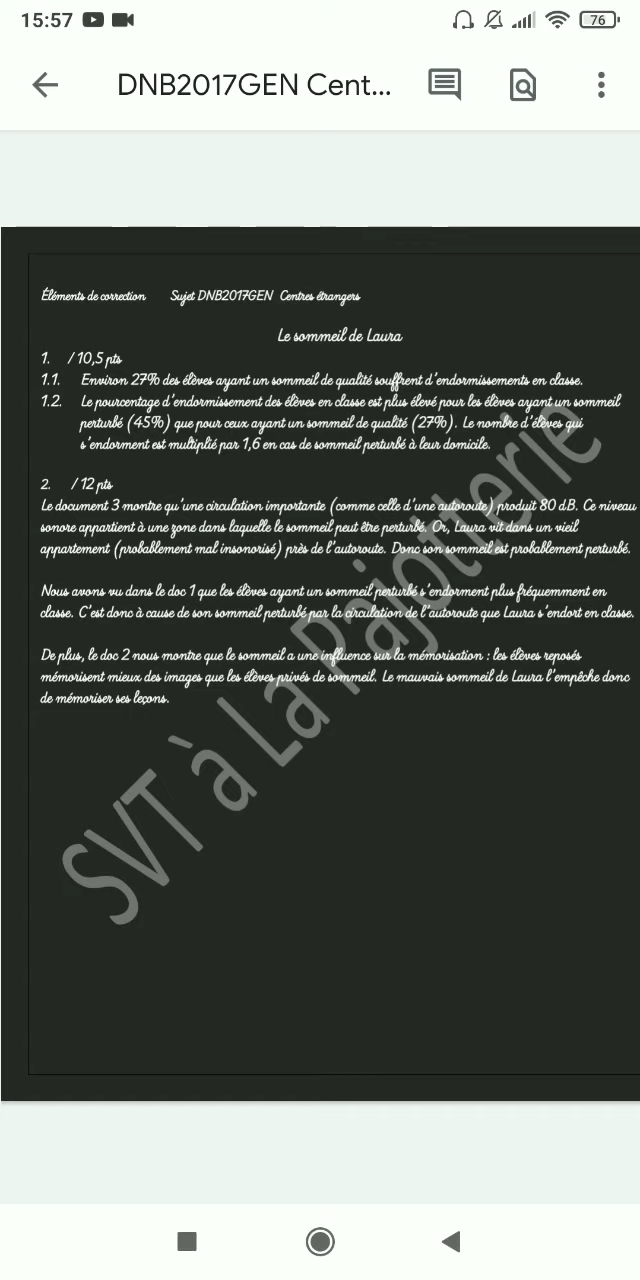 15:57
76
DNB2017GEN Cent...
Éléments de correction Sujet DNB2017GEN Centres étrangers
Le sommeil de Laura
1. / 10,5 pts
1.1. Environ 27% des élèves ayant un sommeil de qualité souffrent d'endormissements en classe.
1.2. Le pourcentage d'endormissement des élèves en classe est plus élevé pour les élèves ayant un sommeil
perturbé (45%) que pour ceux ayant un sommeil de qualité (27%). Le nombre d'élèves qui
s'endorment est multiplié par 1,6 en cas de sommeil perturbé à leur domicile.
2. / 12 pts
Le document 3 montre qu'une circulation importante (comme celle d'une autoroute) produit 80 dB. Ce niveau
sonore appartient à une zone dans laquelle le sommeil peut être perturbé. Or, Laura vit dans un vieil
appartement (probablement mal insonorisé) près de l'autoroute. Donc son sommeil est probablement perturbé.
Nous avons vu dans le doc 1 que les élèves ayant un sommeil perturbé s'endorment plus fréquemment en
classe. C'est donc à cause de son sommeil perturbé par la circulation de l'autoroute que Laura s'endort en classe.
De plus, le doc 2 nous montre que le sommeil a une influence sur la mémorisation : les élèves reposés
mémorisent mieux des images que les élèves privés de sommeil. Le mauvais sommeil de Laura l'empêche donc
de mémoriser ses leçons.
SVT à La Pajotterie